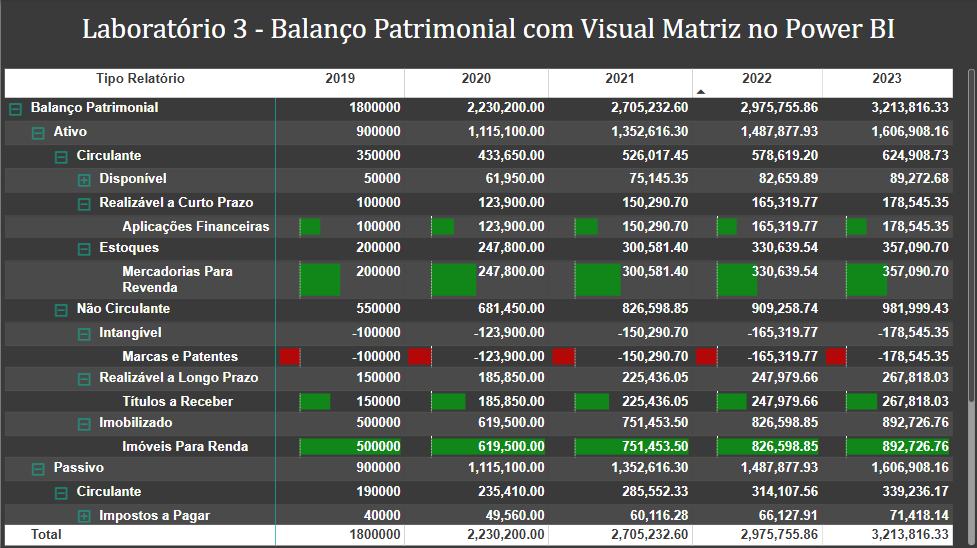 Laboratório 3 - Balanço Patrimonial com Visual Matriz no Power BI
Tipo Relatório 2019 2020 2021 2022 2023
Balanço Patrimonial 1800000 2,230,200.00 2,705,232.60 2,975,755.86 3,213,816.33
Ativo 900000 1,115,100.00 1,352,616.30 1,487,877.93 1,606,908.16
Circulante 350000 433,650.00 526,017.45 578,619.20 624,908.73
Disponível 50000 61,950.00 75,145.35 82,659.89 89,272.68
Realizável a Curto Prazo 100000 123,900.00 150,290.70 165,319.77 178,545.35
Aplicações Financeiras 100000 123,900.00 150,290.70 165,319.77 178,545.35
Estoques 200000 247,800.00 300,581.40 330,639.54 357,090.70
Mercadorias Para 200000 247,800.00 300,581.40 330,639.54 357,090.70
Revenda
Não Circulante 550000 681,450.00 826,598.85 909,258.74 981,999.43
Intangível -100000 -123,900.00 -150,290.70 -165,319.77 -178,545.35
Marcas e Patentes -100000 -123,900.00 -150,290.70 -165,319.77 -178,545.35
Realizável a Longo Prazo 150000 185,850.00 225,436.05 247,979.66 267,818.03
Títulos a Receber 150000 185,850.00 225,436.05 247,979.66 267,818.03
Imobilizado 500000 619,500.00 751,453.50 826,598.85 892,726.76
Imóveis Para Renda 500000 619,500.00 751,453.50 826,598.85 892,726.76
Passivo 900000 1,115,100.00 1,352,616.30 1,487,877.93 1,606,908.16
Circulante 190000 235,410.00 285,552.33 314,107.56 339,236.17
Impostos a Pagar 40000 49,560.00 60,116.28 66,127.91 71,418.14
Total 1800000 2,230,200.00 2,705,232.60 2,975,755.86 3,213,816.33